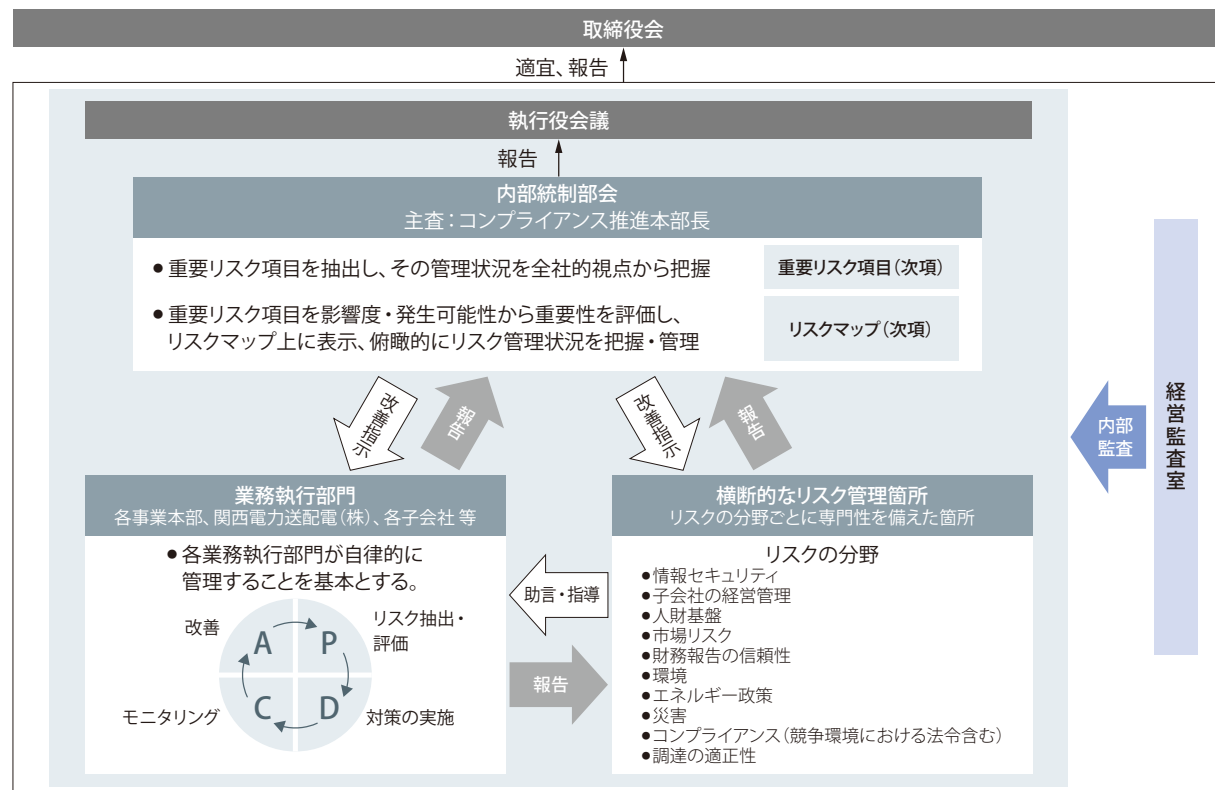 取締役会
適宜、報告
執行役会議
報告
内部統制部会
主査：コンプライアンス推進本部長
●重要リスク項目を抽出し、その管理状況を全社的視点から把握
重要リスク項目（次項）
●重要リスク項目を影響度・発生可能性から重要性を評価し、
リスクマップ上に表示、俯瞰的にリスク管理状況を把握・管理
リスクマップ（次項）
改善指示
報告
改善指示
報告
内部
監査
経営監査室
業務執行部門
各事業本部、関西電力送配電（株）、各子会社 等
●各業務執行部門が自律的に
管理することを基本とする。
改善
リスク抽出・
評価
A
P
C
D
モニタリング
対策の実施
助言・指導
報告
横断的なリスク管理箇所
リスクの分野ごとに専門性を備えた箇所
リスクの分野
●情報セキュリティ
●子会社の経営管理
●人財基盤
●市場リスク
●財務報告の信頼性
●環境
●エネルギー政策
●災害
●コンプライアンス（競争環境における法令含む）
●調達の適正性